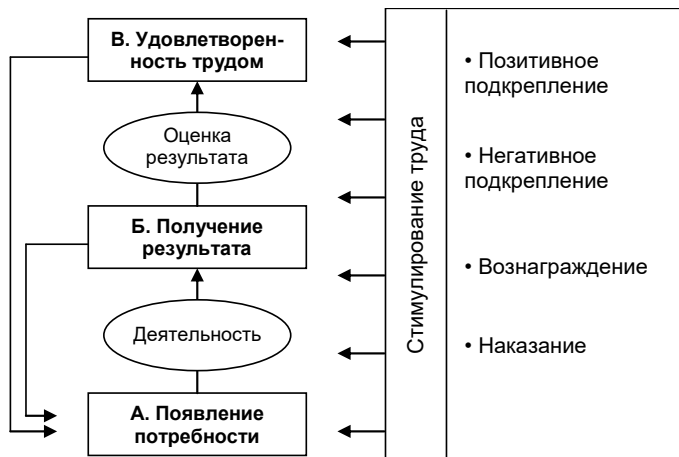 В. Удовлетворен-
ность трудом
Оценка
результата
Б. Получение
результата
Деятельность
А. Появление
потребности
Стимулирование труда
• Позитивное
подкрепление
• Негативное
подкрепление
• Вознаграждение
• Наказание